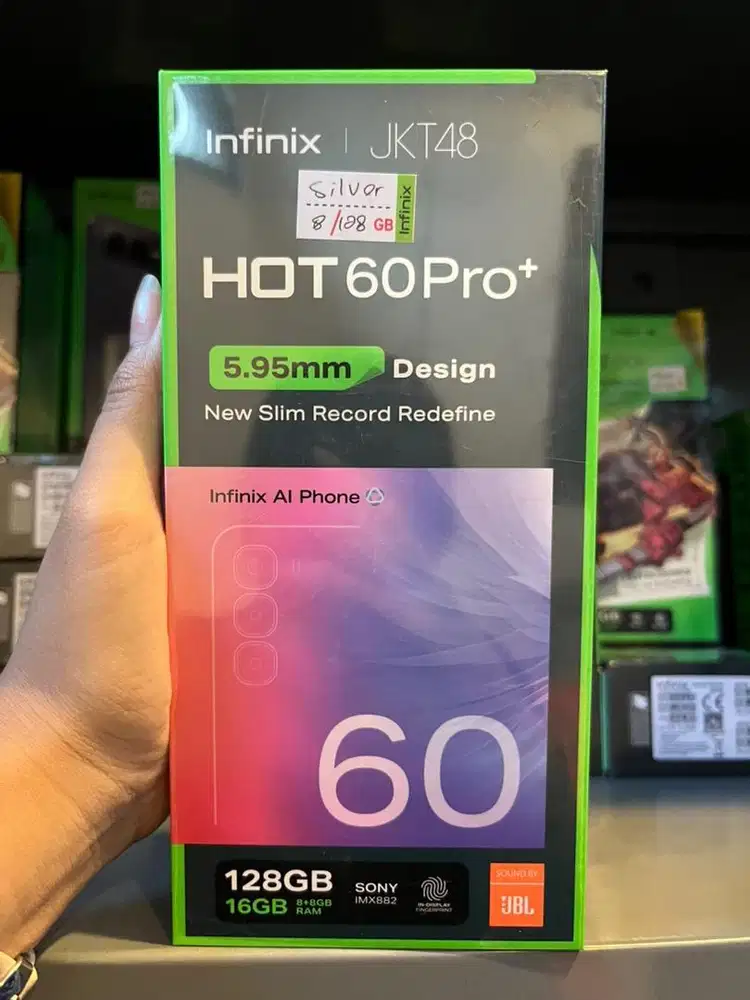 Infinix | JKT48
Silver
8/128 GB
Infinix
HOT 60 Pro+
5.95mm Design
New Slim Record Redefine
Infinix AI Phone
60
128GB
16GB 8+8GB RAM
SONY IMX882
IN-DISPLAY FINGERPRINT
SOUND BY
JBL